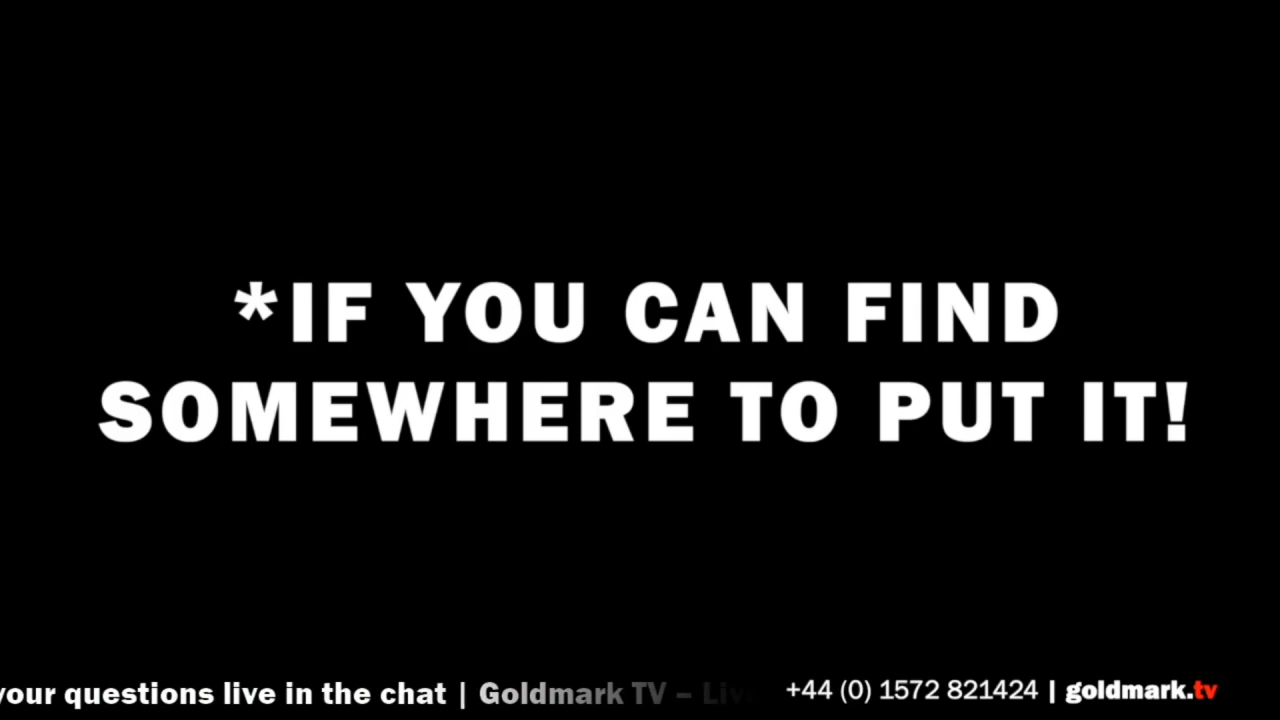 *IF YOU CAN FIND
SOMEWHERE TO PUT IT!
your questions live in the chat | Goldmark TV – Liv
+44 (0) 1572 821424 | goldmark.tv